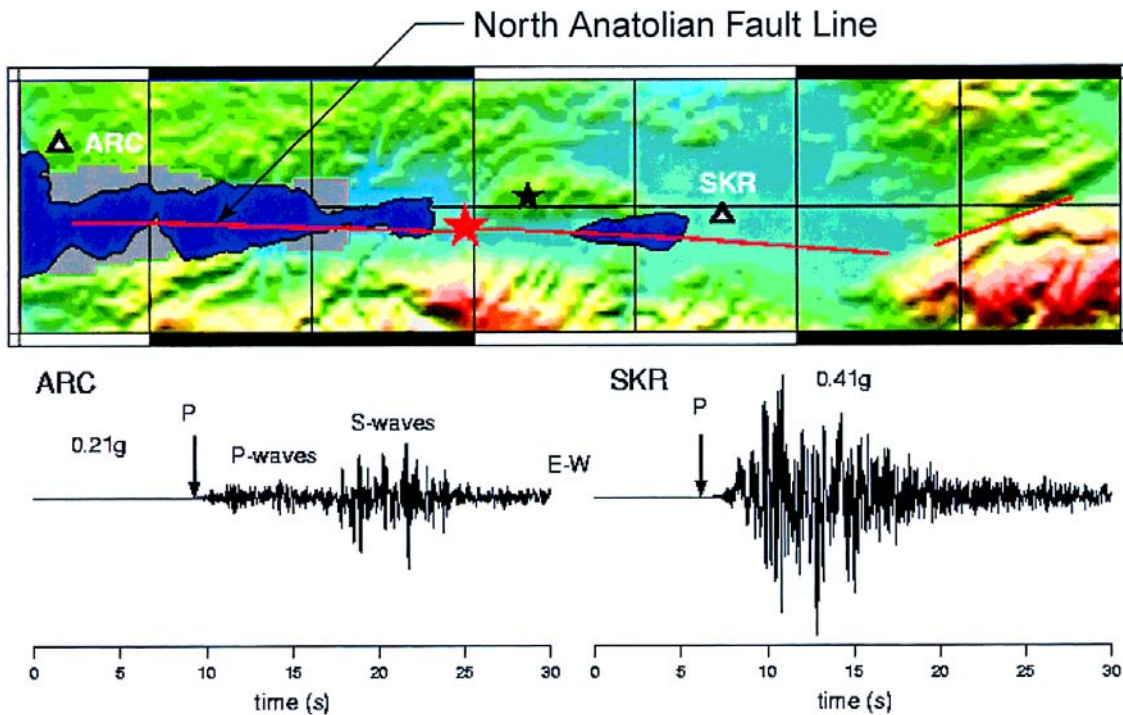 North Anatolian Fault Line
ARC
SKR
ARC
P
0.21g
P-waves
S-waves
E-W
SKR
P
0.41g
0 5 10 15 20 25 30
time (s)
0 5 10 15 20 25 30
time (s)